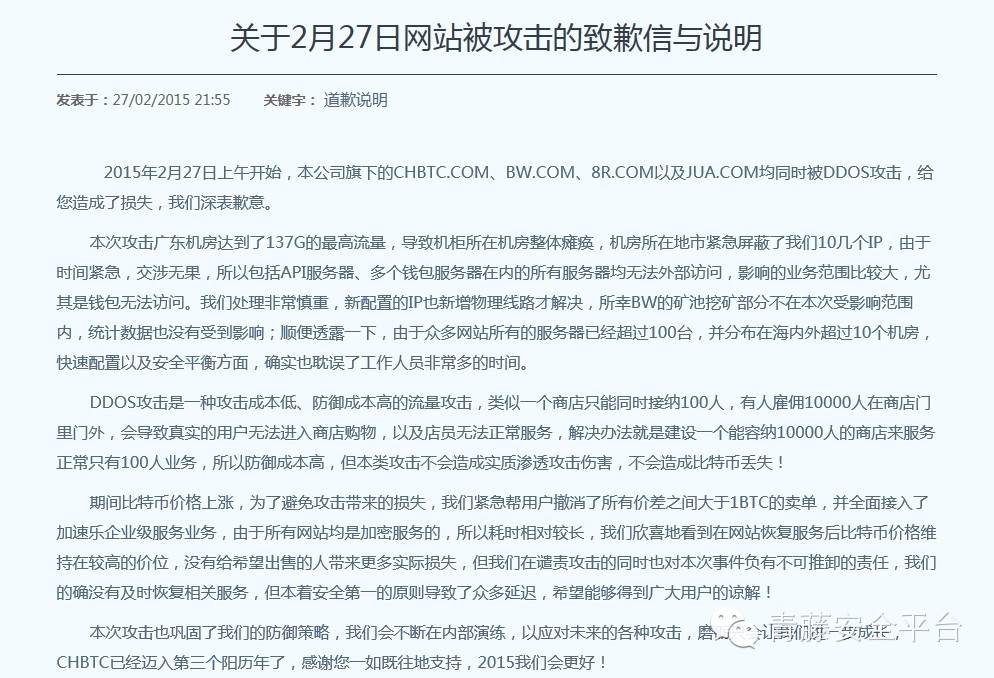 关于2月27日网站被攻击的致歉信与说明
发表于：27/02/2015 21:55 关键字： 道歉说明
2015年2月27日上午开始，本公司旗下的CHBTC.COM、BW.COM、8R.COM以及JUA.COM均同时被DDOS攻击，给
您造成了损失，我们深表歉意。
本次攻击广东机房达到了137G的最高流量，导致机柜所在机房整体瘫痪，机房所在地市紧急屏蔽了我们10几个IP，由于
时间紧急，交涉无果，所以包括API服务器、多个钱包服务器在内的所有服务器均无法外部访问，影响的业务范围比较大，尤
其是钱包无法访问。我们处理非常慎重，新配置的IP也新增物理线路才解决，所幸BW的矿池挖矿部分不在本次受影响范围
内，统计数据也没有受到影响；顺便透露一下，由于众多网站所有的服务器已经超过100台，并分布在海内外超过10个机房，
快速配置以及安全平衡方面，确实也耽误了工作人员非常多的时间。
DDOS攻击是一种攻击成本低、防御成本高的流量攻击，类似一个商店只能同时接纳100人，有人雇佣10000人在商店门
里门外，会导致真实的用户无法进入商店购物，以及店员无法正常服务，解决办法就是建设一个能容纳10000人的商店来服务
正常只有100人业务，所以防御成本高，但本类攻击不会造成实质渗透攻击伤害，不会造成比特币丢失！
期间比特币价格上涨，为了避免攻击带来的损失，我们紧急帮用户撤消了所有价差之间大于1BTC的卖单，并全面接入了
加速乐企业级服务业务，由于所有网站均是加密服务的，所以耗时相对较长，我们欣喜地看到在网站恢复服务后比特币价格维
持在较高的价位，没有给希望出售的人带来更多实际损失，但我们在谴责攻击的同时也对本次事件负有不可推卸的责任，我们
的确没有及时恢复相关服务，但本着安全第一的原则导致了众多延迟，希望能够得到广大用户的谅解！
本次攻击也巩固了我们的防御策略，我们会不断在内部演练，以应对未来的各种攻击，磨
CHBTC已经迈入第三个阳历年了，感谢您一如既往地支持，2015我们会更好！
青藤安全平台